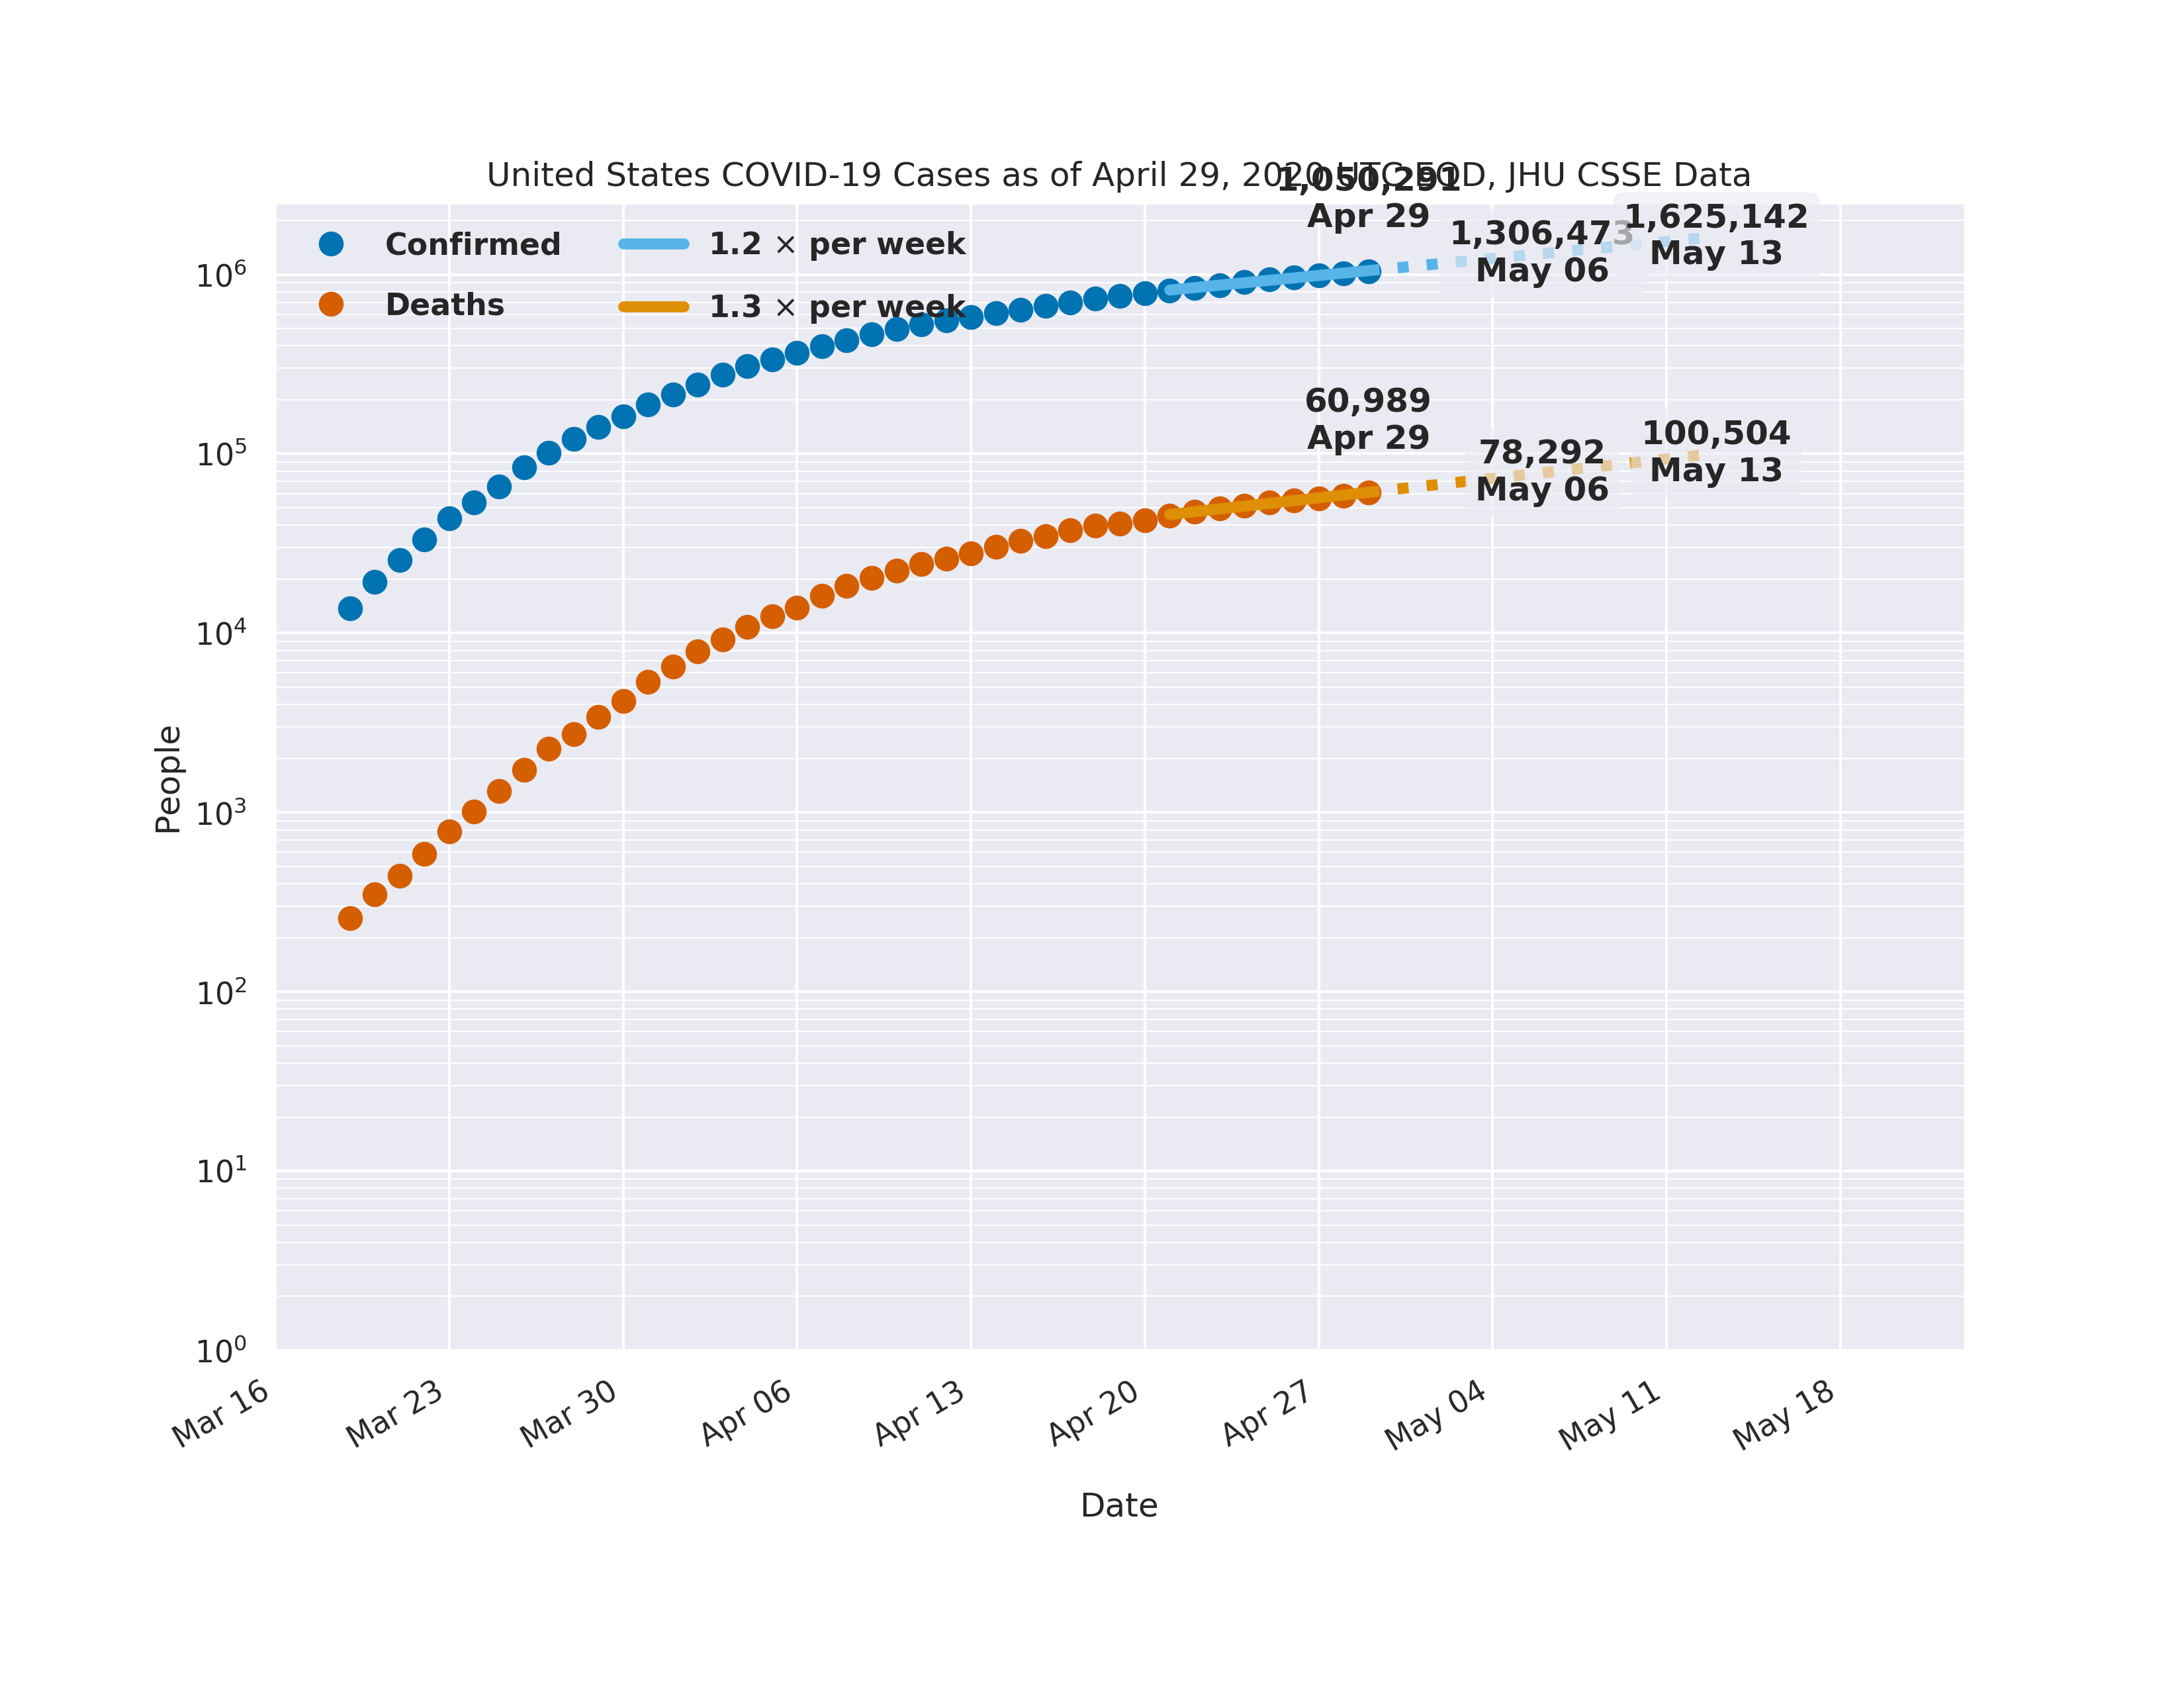 United States COVID-19 Cases as of April 29, 2020 UTC EOD, JHU CSSE Data
1,050,291
Apr 29
1,306,473
May 06
1,625,142
May 13
Confirmed
Deaths
1.2 × per week
1.3 × per week
60,989
Apr 29
78,292
May 06
100,504
May 13
People
10⁶
10⁵
10⁴
10³
10²
10¹
10⁰
Mar 16
Mar 23
Mar 30
Apr 06
Apr 13
Apr 20
Apr 27
May 04
May 11
May 18
Date